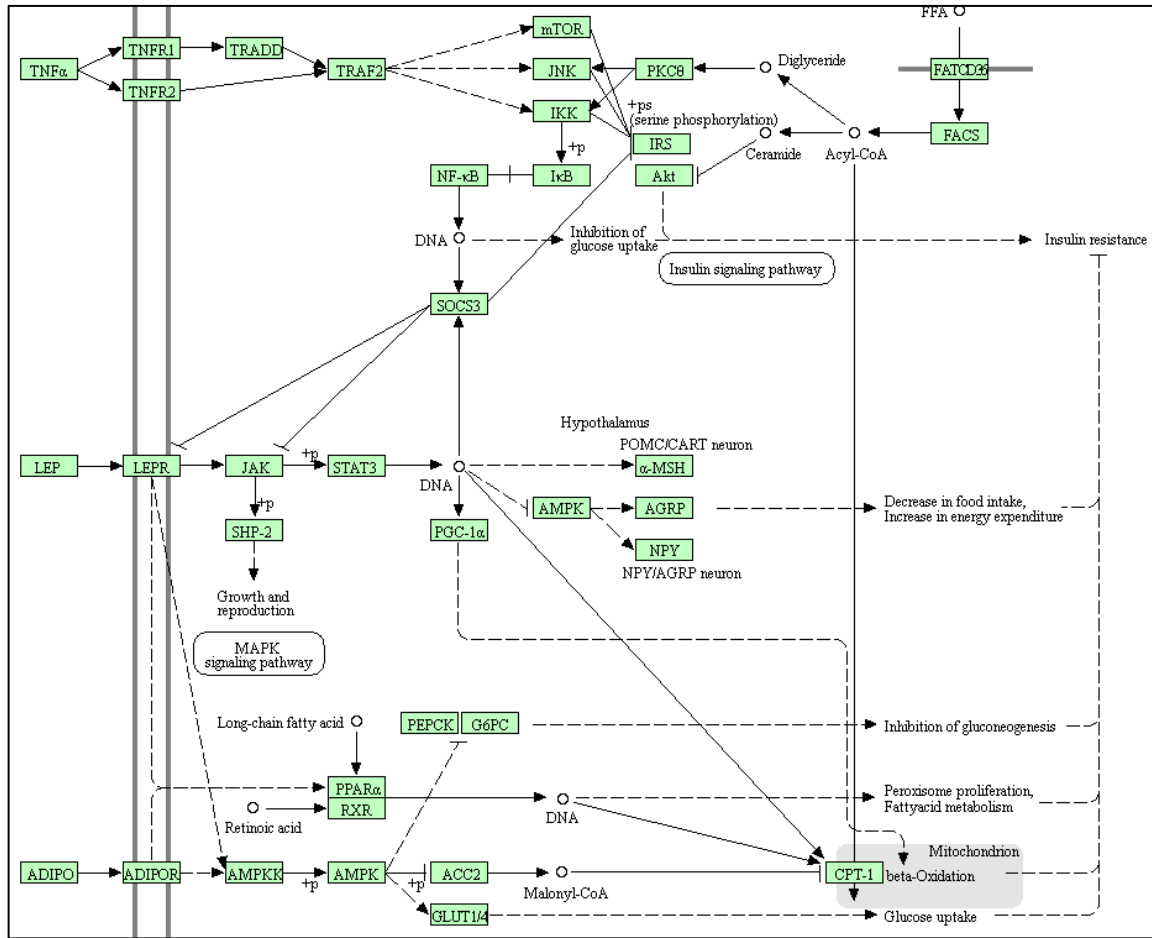 FFA
mTOR
TNFR1
TRADD
TNFα
TRAF2
JNK
PKCθ
Diglyceride
FATCD36
TNFR2
IKK
+ps
(serine phosphorylation)
IRS
Ceramide
Acyl-CoA
FACS
+p
NF-κB
IκB
Akt
DNA
Inhibition of
glucose uptake
Insulin resistance
Insulin signaling pathway
SOCS3
Hypothalamus
POMC/CART neuron
LEP
LEPR
JAK
+p
STAT3
DNA
α-MSH
+p
SHP-2
PGC-1α
AMPK
AGRP
Decrease in food intake,
Increase in energy expenditure
NPY
NPY/AGRP neuron
Growth and
reproduction
MAPK
signaling pathway
Long-chain fatty acid
PEPCK
G6PC
Inhibition of gluconeogenesis
PPARα
RXR
Retinoic acid
DNA
Peroxisome proliferation,
Fattyacid metabolism
Mitochondrion
ADIPO
ADIPOR
AMPKK
+p
AMPK
+p
ACC2
Malonyl-CoA
CPT-1
beta-Oxidation
GLUT1/4
Glucose uptake